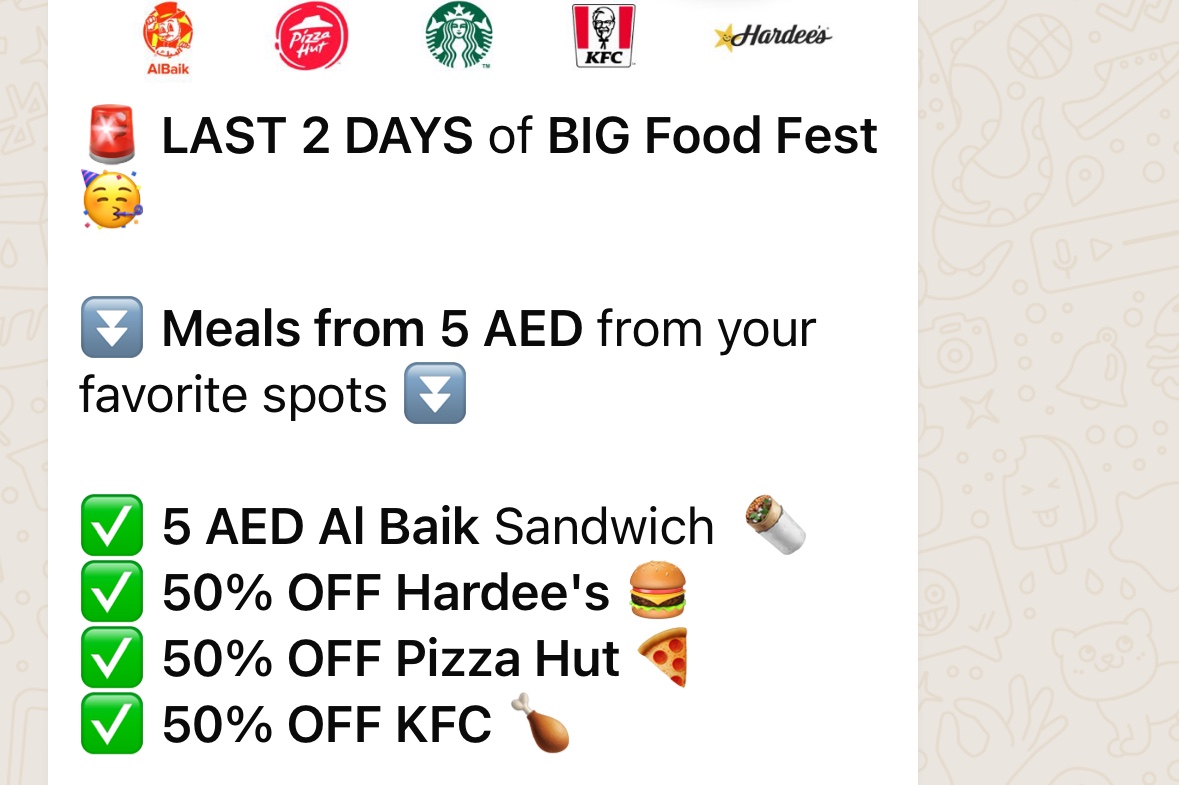 AlBaik
Pizza Hut
TM
KFC
Hardee's
🚨 LAST 2 DAYS of BIG Food Fest
🥳
⏬ Meals from 5 AED from your
favorite spots ⏬
✅ 5 AED Al Baik Sandwich 🌯
✅ 50% OFF Hardee's 🍔
✅ 50% OFF Pizza Hut 🍕
✅ 50% OFF KFC 🍗